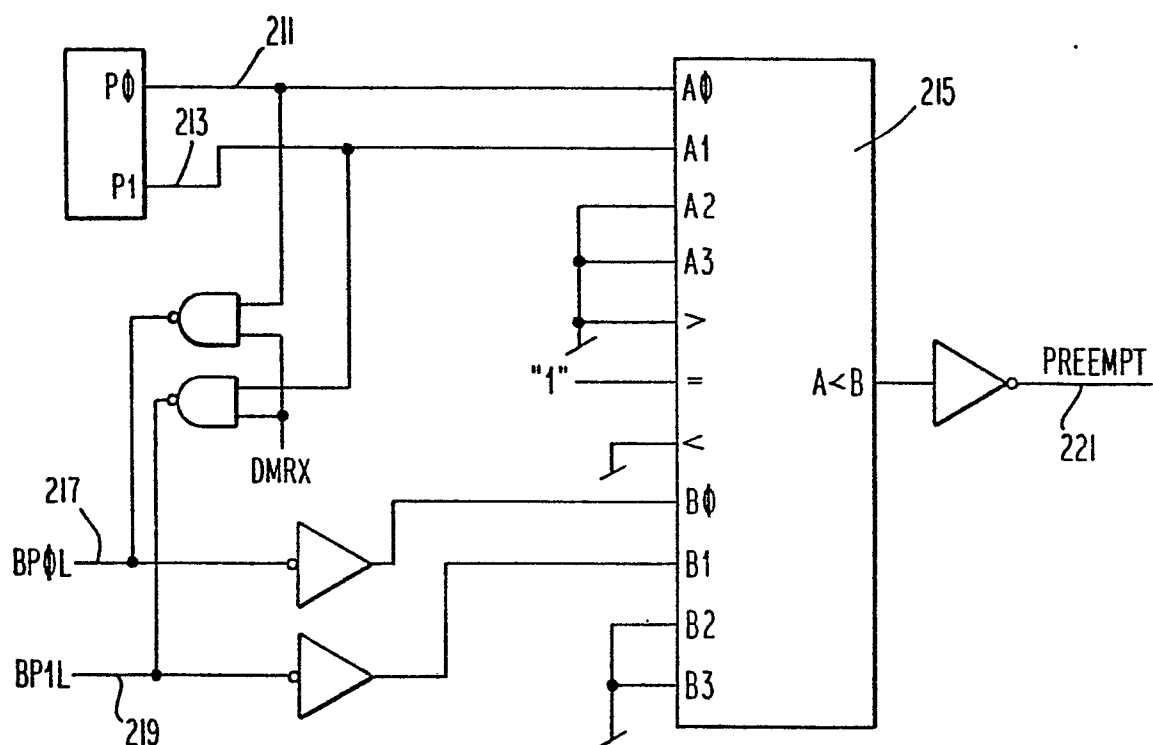 211
PΦ
AΦ
215
213
P1
A1
A2
A3
>
"1"
=
A<B
PREEMPT
221
<
DMRX
217
BΦ
BPΦL
B1
B2
BP1L
B3
219